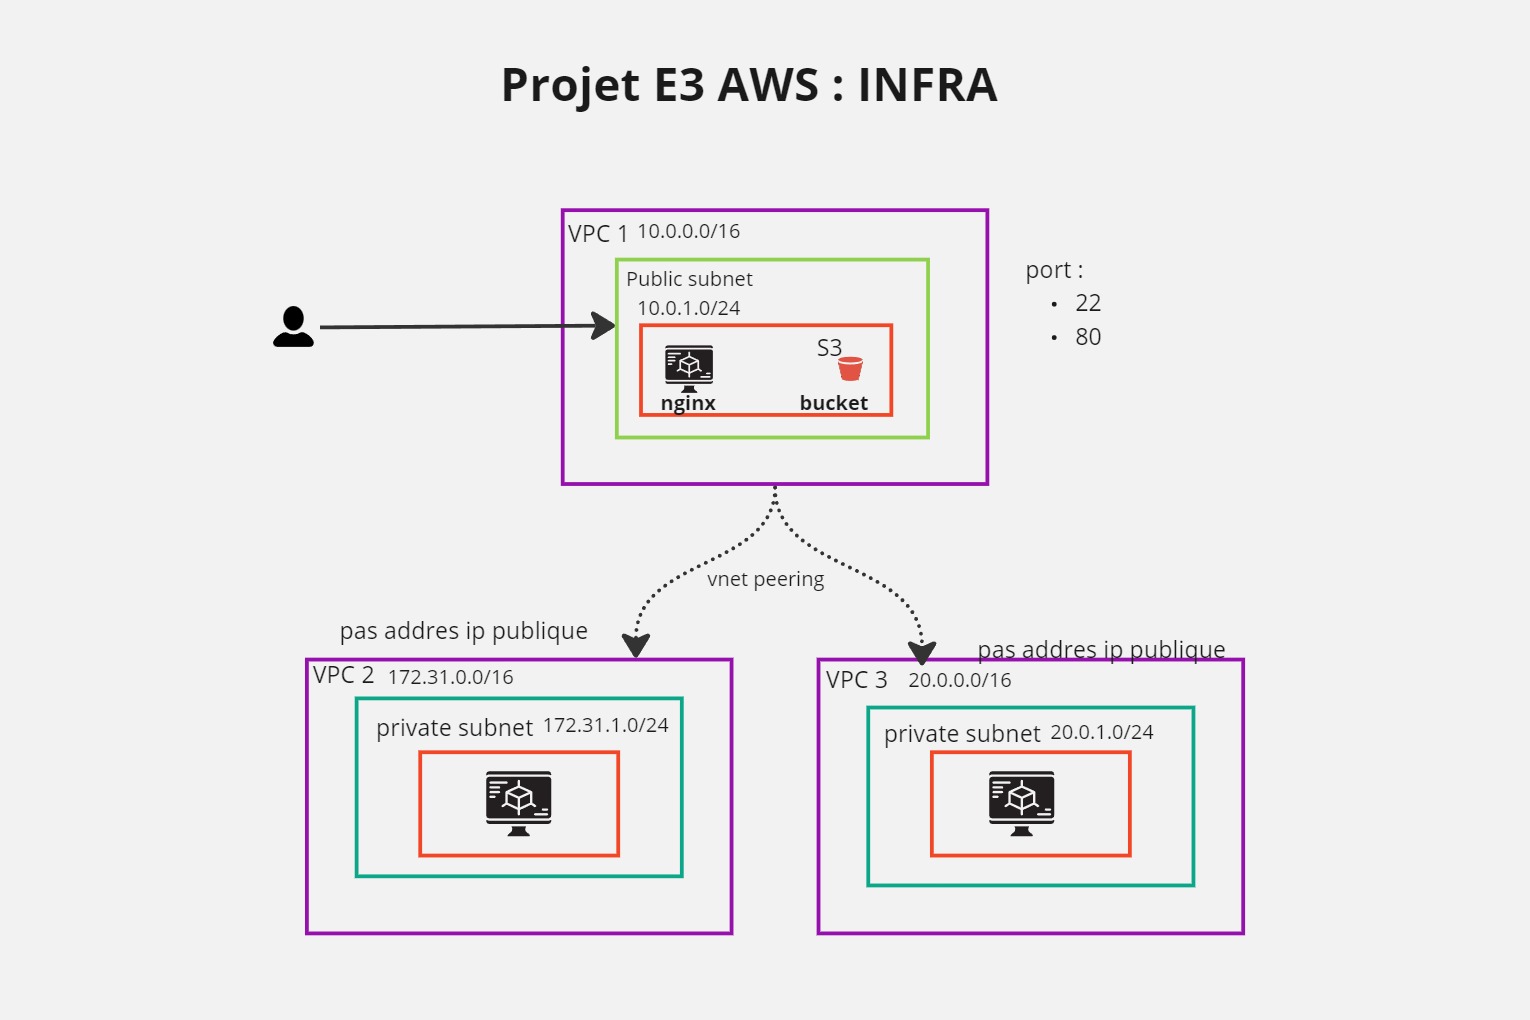 Projet E3 AWS : INFRA
VPC 1 10.0.0.0/16
Public subnet
10.0.1.0/24
S3
nginx
bucket
port :
• 22
• 80
vnet peering
pas addres ip publique
VPC 2 172.31.0.0/16
private subnet 172.31.1.0/24
pas addres ip publique
VPC 3 20.0.0.0/16
private subnet 20.0.1.0/24